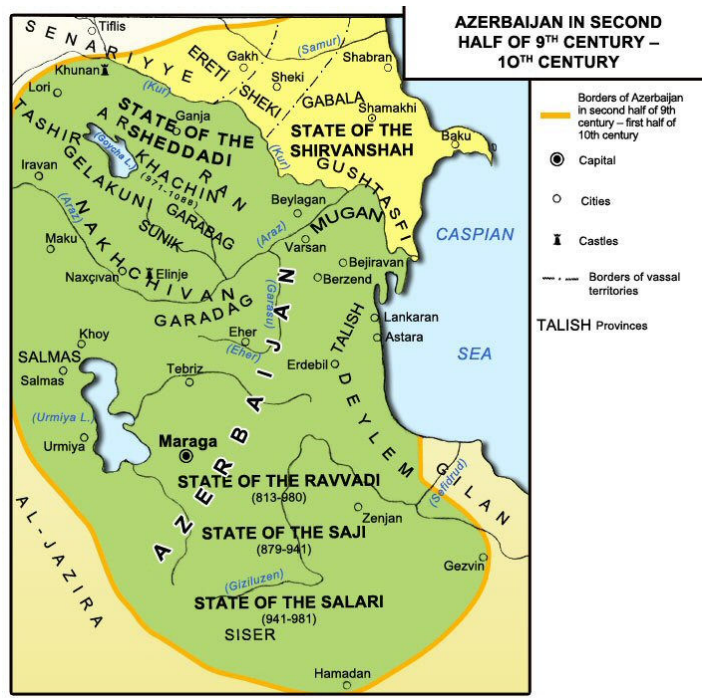 AZERBAIJAN IN SECOND
HALF OF 9TH CENTURY –
1OTH CENTURY
Borders of Azerbaijan
in second half of 9th
century – first half of
10th century
Capital
Cities
Castles
Borders of vassal
territories
TALISH Provinces
Tiflis
SENARIYYE
Khunan
Lori
(Kur)
ERETI
Gakh
(Samur)
Shabran
Sheki
SHEKI
GABALA
Shamakhi
STATE OF THE
SHIRVANSHAH
Baku
GUSHTASFI
(Kur)
STATE OF THE
SHEDDADI
(971-1088)
ARRAN
Ganja
TASHIR
(Goycha L.)
KHACHIN
GELAKUNI
Iravan
GARABAG
SUNIK
Beylagan
MUGAN
(Araz)
(Araz)
Varsan
CASPIAN
SEA
Maku
NAKHCHIVAN
Naxçıvan
Elinje
Bejiravan
Berzend
GARADAG
(Garasu)
Lankaran
Astara
TALISH
Khoy
Eher
(Eher)
SALMAS
Salmas
Tebriz
Erdebil
DEYLEM
(Urmiya L.)
Urmiya
Maraga
AZERBAIJAN
STATE OF THE RAVVADI
(813-980)
GILAN
(Sefidrud)
Zenjan
STATE OF THE SAJI
(879-941)
Gezvin
(Giziluzen)
STATE OF THE SALARI
(941-981)
SISER
AL-JAZIRA
Hamadan